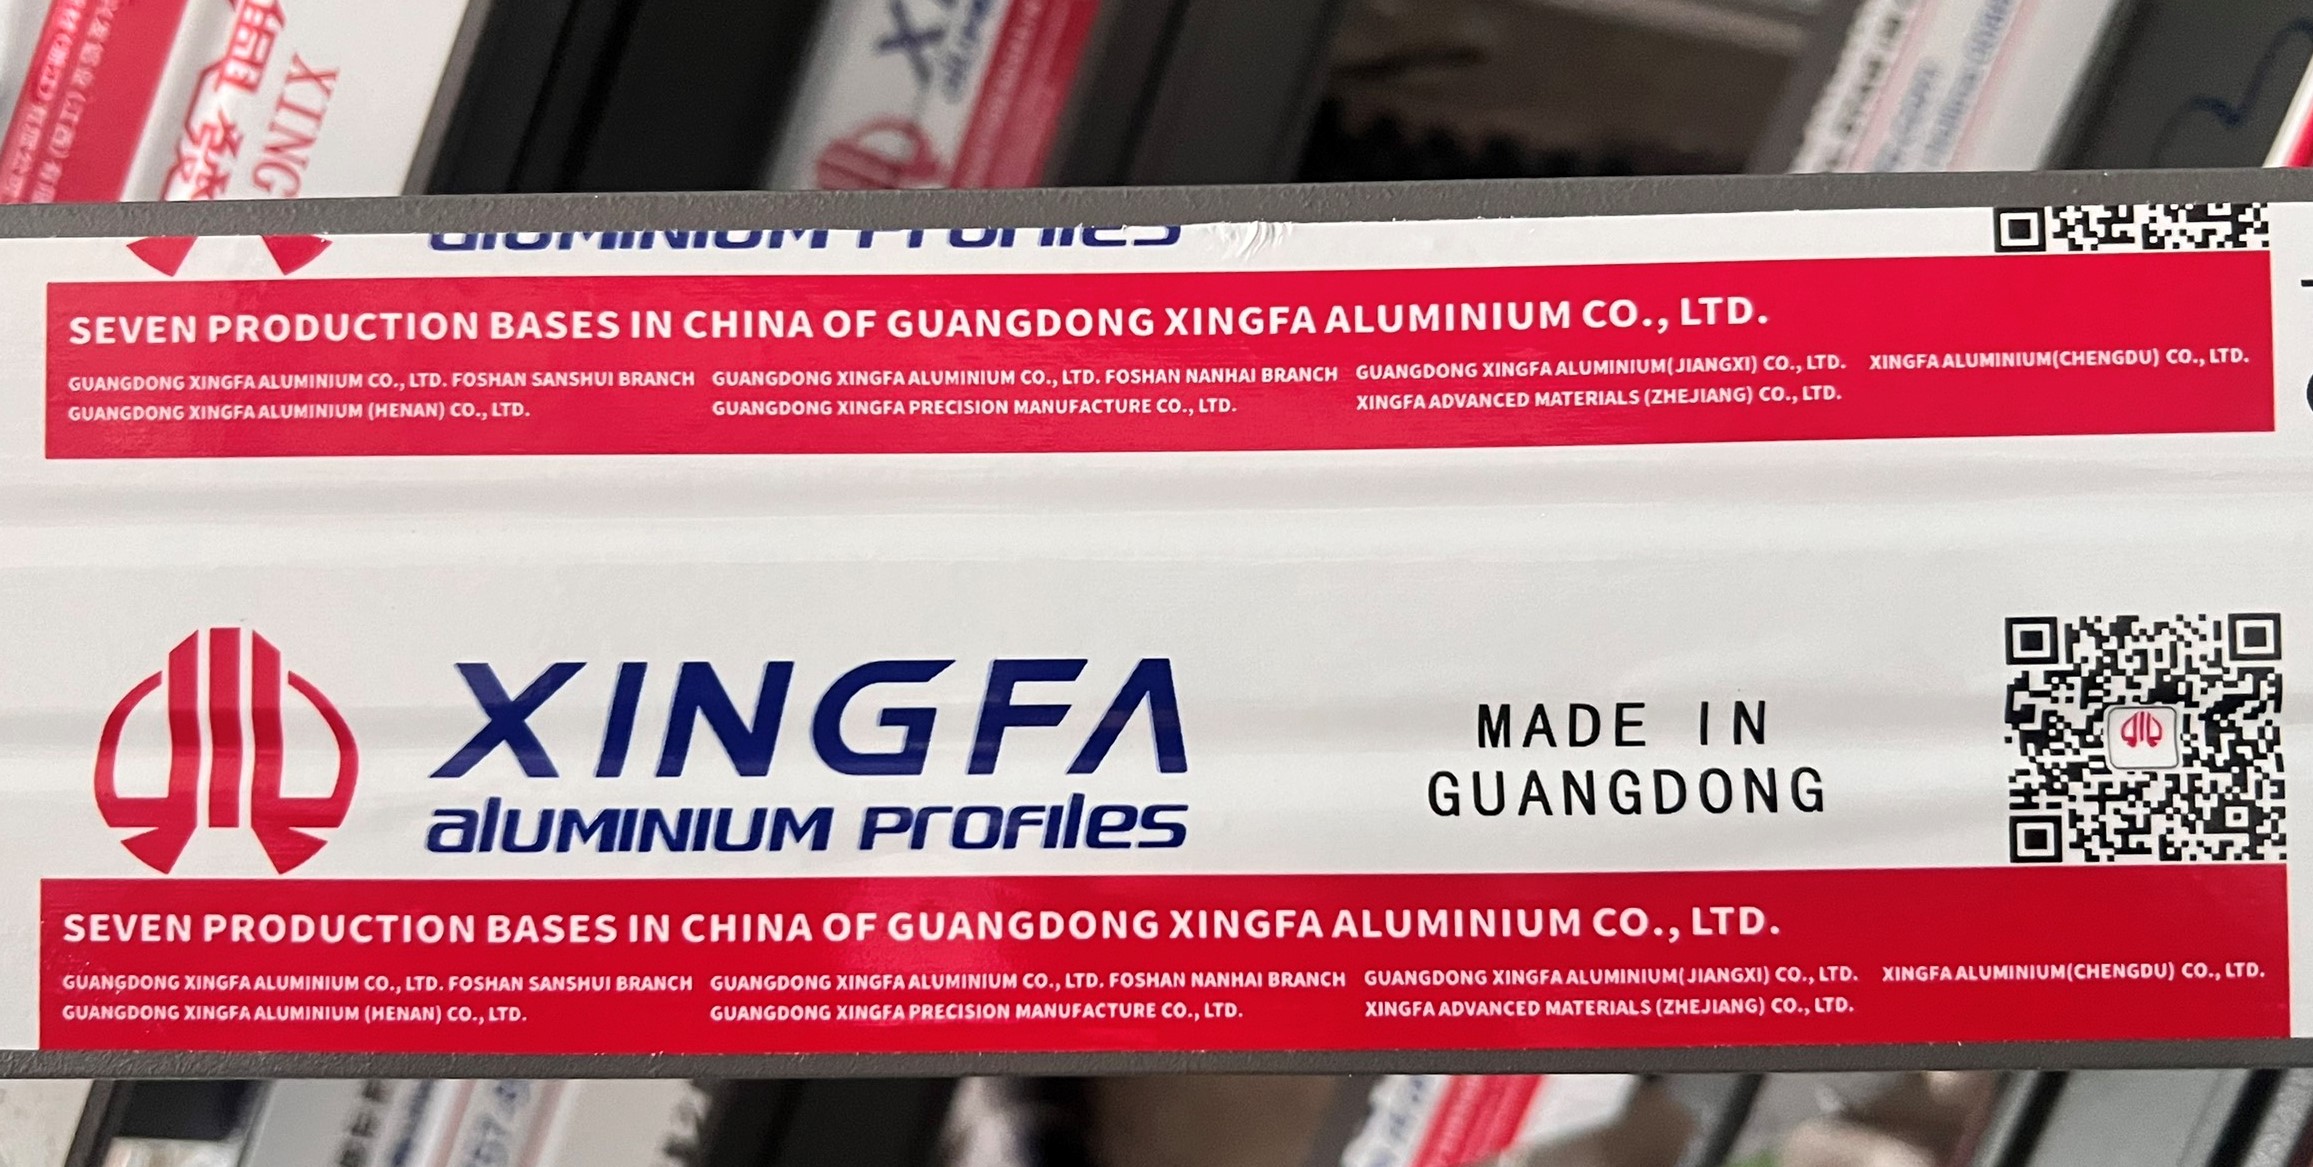 XING
aluminium profiles
SEVEN PRODUCTION BASES IN CHINA OF GUANGDONG XINGFA ALUMINIUM CO., LTD.
GUANGDONG XINGFA ALUMINIUM CO., LTD. FOSHAN SANSHUI BRANCH GUANGDONG XINGFA ALUMINIUM CO., LTD. FOSHAN NANHAI BRANCH GUANGDONG XINGFA ALUMINIUM(JIANGXI) CO., LTD. XINGFA ALUMINIUM(CHENGDU) CO., LTD.
GUANGDONG XINGFA ALUMINIUM (HENAN) CO., LTD. GUANGDONG XINGFA PRECISION MANUFACTURE CO., LTD. XINGFA ADVANCED MATERIALS (ZHEJIANG) CO., LTD.
XINGFA
aluminium profiles
MADE IN
GUANGDONG
SEVEN PRODUCTION BASES IN CHINA OF GUANGDONG XINGFA ALUMINIUM CO., LTD.
GUANGDONG XINGFA ALUMINIUM CO., LTD. FOSHAN SANSHUI BRANCH GUANGDONG XINGFA ALUMINIUM CO., LTD. FOSHAN NANHAI BRANCH GUANGDONG XINGFA ALUMINIUM(JIANGXI) CO., LTD. XINGFA ALUMINIUM(CHENGDU) CO., LTD.
GUANGDONG XINGFA ALUMINIUM (HENAN) CO., LTD. GUANGDONG XINGFA PRECISION MANUFACTURE CO., LTD. XINGFA ADVANCED MATERIALS (ZHEJIANG) CO., LTD.